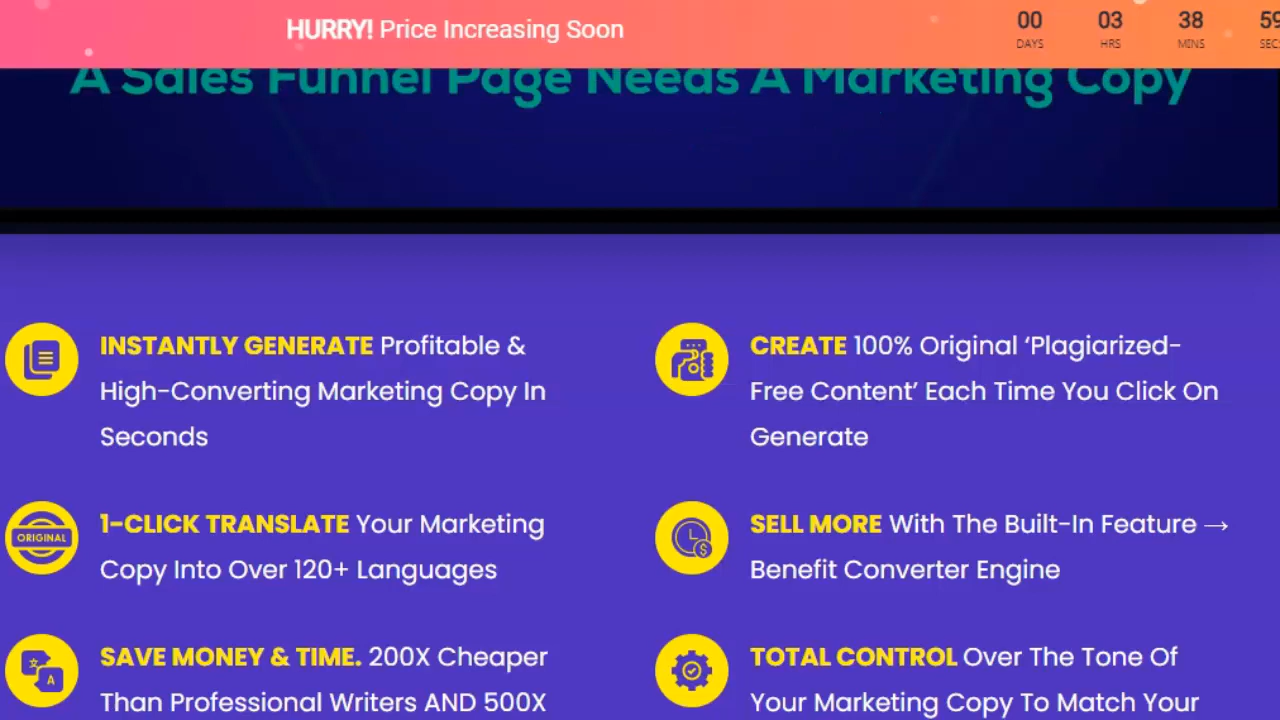 HURRY! Price Increasing Soon
00 03 38 59
DAYS HRS MINS SECS
A Sales Funnel Page Needs A Marketing Copy
INSTANTLY GENERATE Profitable &
High-Converting Marketing Copy In
Seconds
CREATE 100% Original ‘Plagiarized-
Free Content’ Each Time You Click On
Generate
ORIGINAL
1-CLICK TRANSLATE Your Marketing
Copy Into Over 120+ Languages
SELL MORE With The Built-In Feature →
Benefit Converter Engine
SAVE MONEY & TIME. 200X Cheaper
Than Professional Writers AND 500X
文 A
TOTAL CONTROL Over The Tone Of
Your Marketing Copy To Match Your